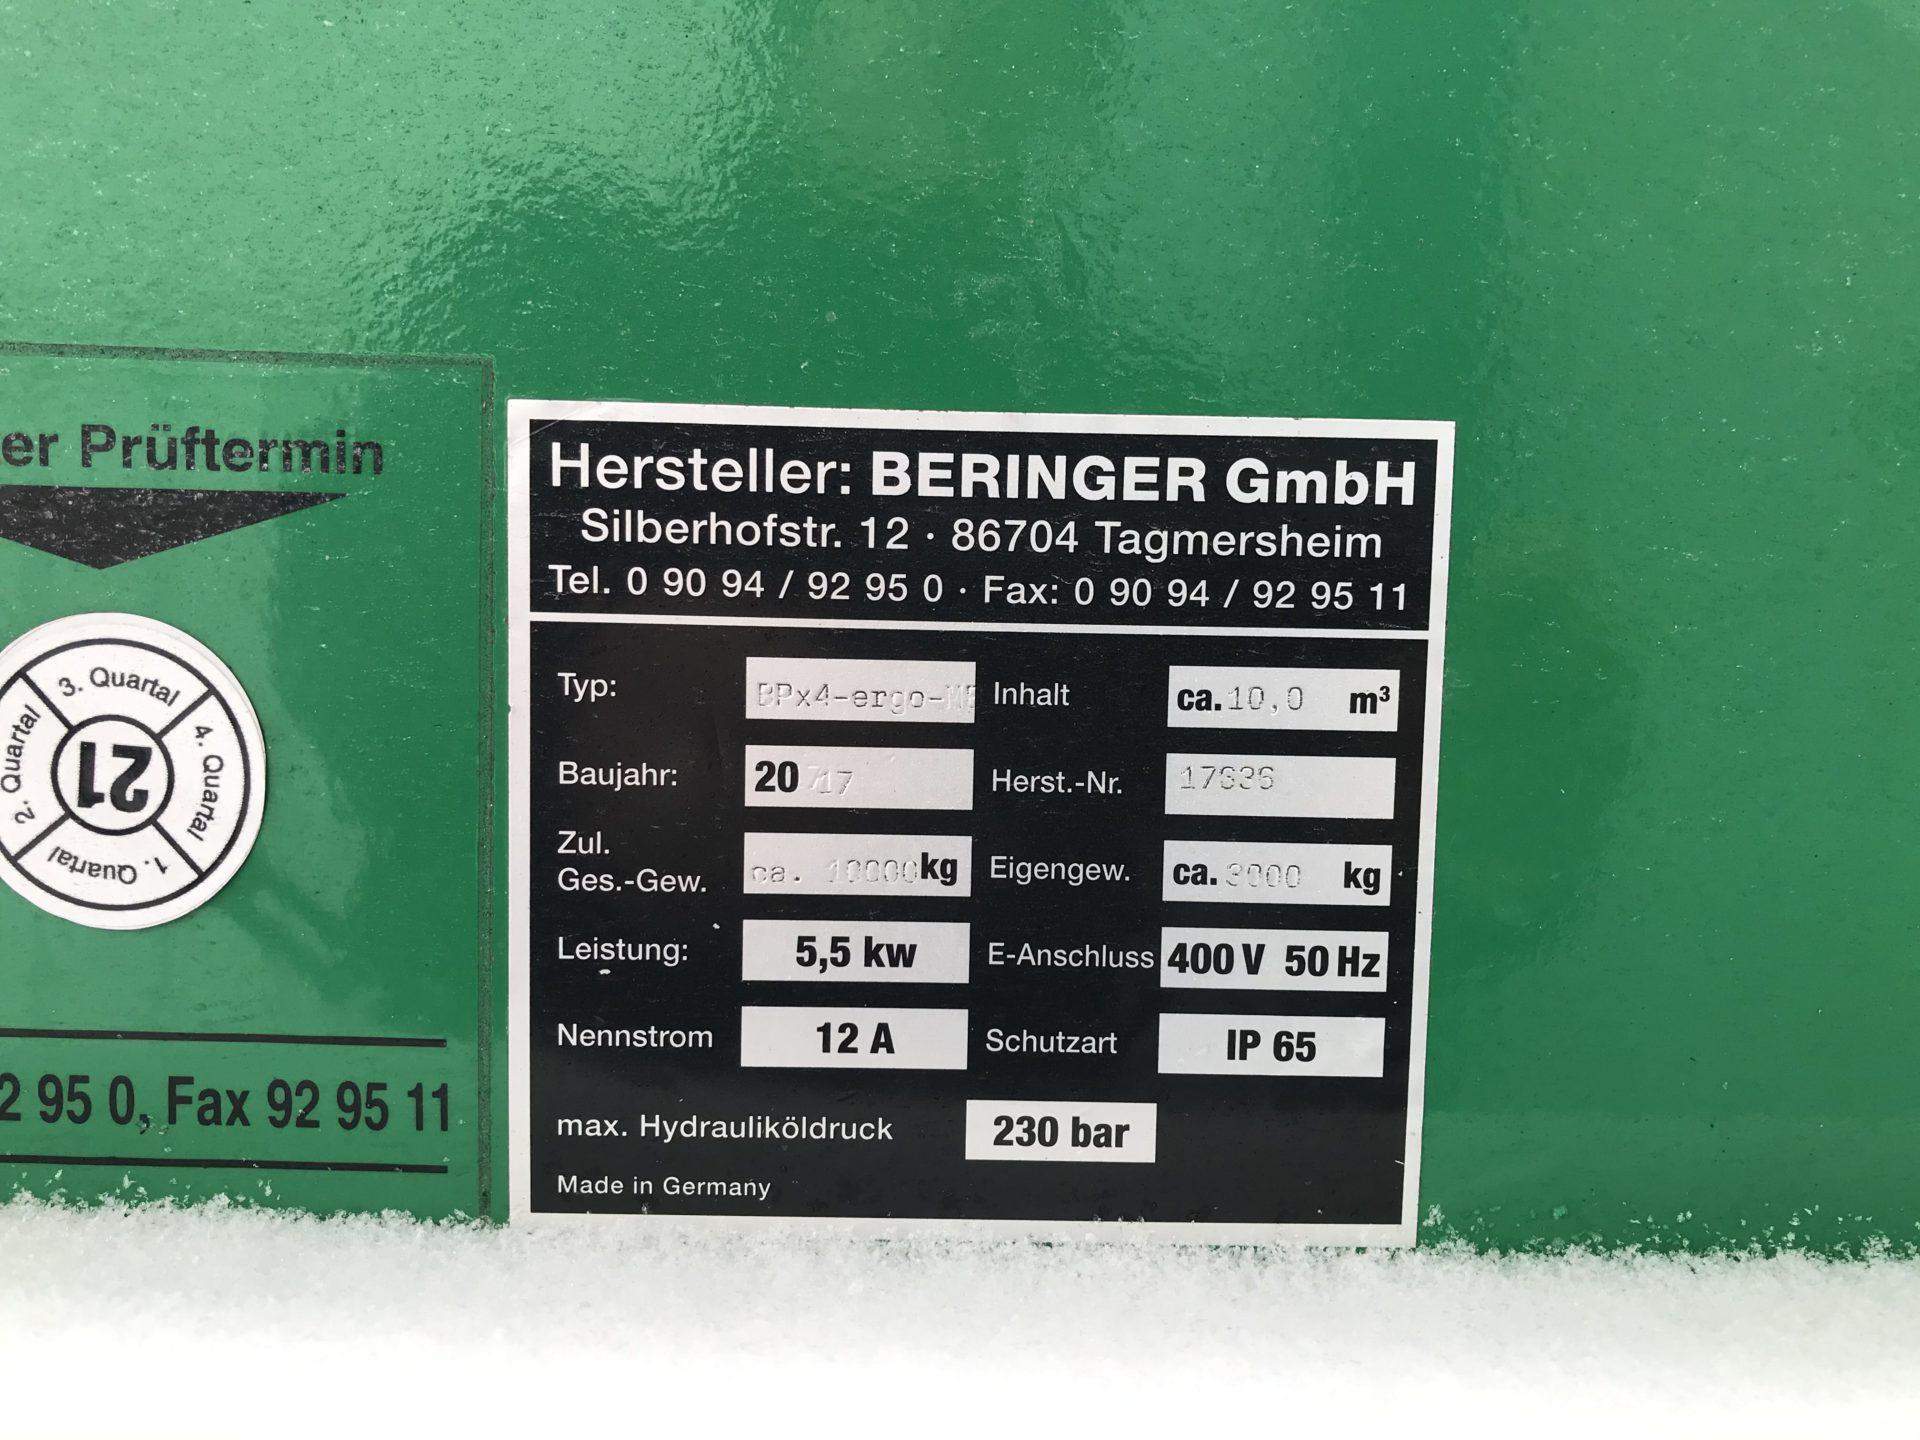 er Prüftermin
3. Quartal
4. Quartal
2. Quartal
1. Quartal
21
2 95 0, Fax 92 95 11
Hersteller: BERINGER GmbH
Silberhofstr. 12 · 86704 Tagmersheim
Tel. 0 90 94 / 92 95 0 · Fax: 0 90 94 / 92 95 11
Typ: BPx4-ergo- Inhalt ca. 10,0 m³
Baujahr: 20 17 Herst.-Nr.
Zul. Ges.-Gew. ca. 10000 kg Eigengew. ca. 3000 kg
Leistung: 5,5 kw E-Anschluss 400 V 50 Hz
Nennstrom 12 A Schutzart IP 65
max. Hydrauliköldruck 230 bar
Made in Germany